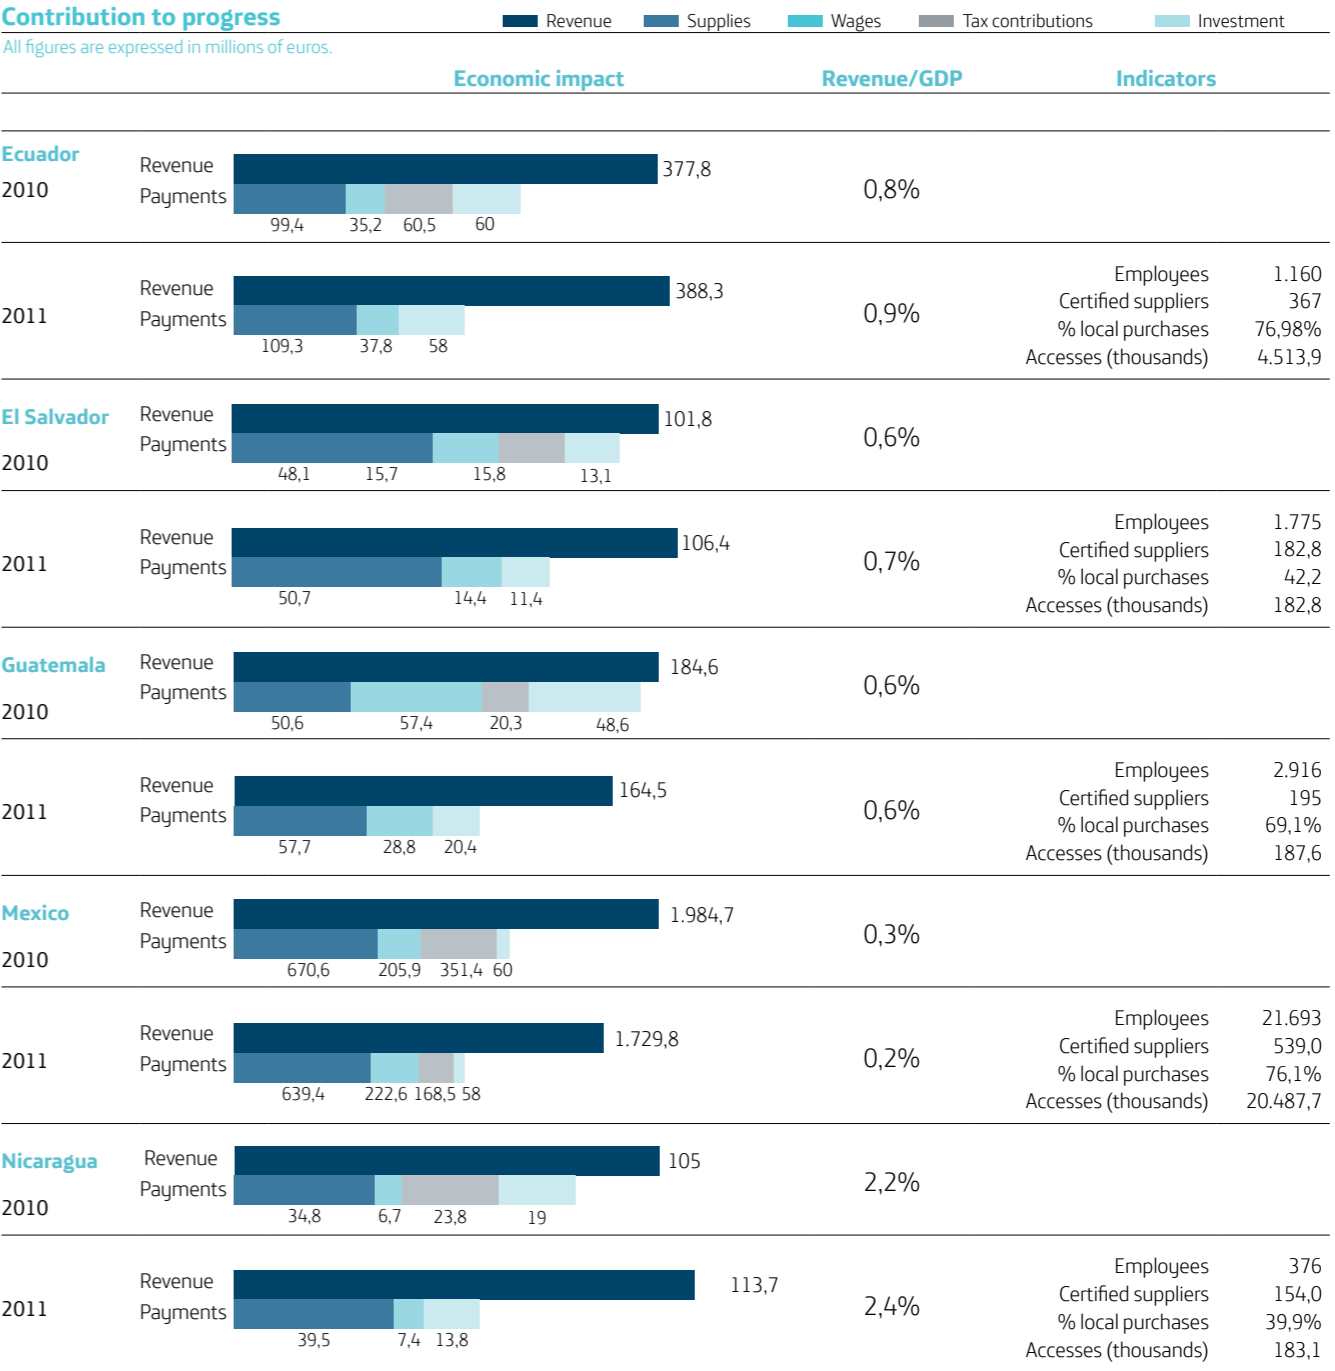 Contribution to progress
Revenue Supplies Wages Tax contributions Investment
All figures are expressed in millions of euros.
Economic impact Revenue/GDP Indicators
Ecuador
2010
Revenue 377,8
Payments
99,4 35,2 60,5 60
0,8%
2011
Revenue 388,3
Payments
109,3 37,8 58
0,9%
Employees 1.160
Certified suppliers 367
% local purchases 76,98%
Accesses (thousands) 4.513,9
El Salvador
2010
Revenue 101,8
Payments
48,1 15,7 15,8 13,1
0,6%
2011
Revenue 106,4
Payments
50,7 14,4 11,4
0,7%
Employees 1.775
Certified suppliers 182,8
% local purchases 42,2
Accesses (thousands) 182,8
Guatemala
2010
Revenue 184,6
Payments
50,6 57,4 20,3 48,6
0,6%
2011
Revenue 164,5
Payments
57,7 28,8 20,4
0,6%
Employees 2.916
Certified suppliers 195
% local purchases 69,1%
Accesses (thousands) 187,6
Mexico
2010
Revenue 1.984,7
Payments
670,6 205,9 351,4 60
0,3%
2011
Revenue 1.729,8
Payments
639,4 222,6 168,5 58
0,2%
Employees 21.693
Certified suppliers 539,0
% local purchases 76,1%
Accesses (thousands) 20.487,7
Nicaragua
2010
Revenue 105
Payments
34,8 6,7 23,8 19
2,2%
2011
Revenue 113,7
Payments
39,5 7,4 13,8
2,4%
Employees 376
Certified suppliers 154,0
% local purchases 39,9%
Accesses (thousands) 183,1